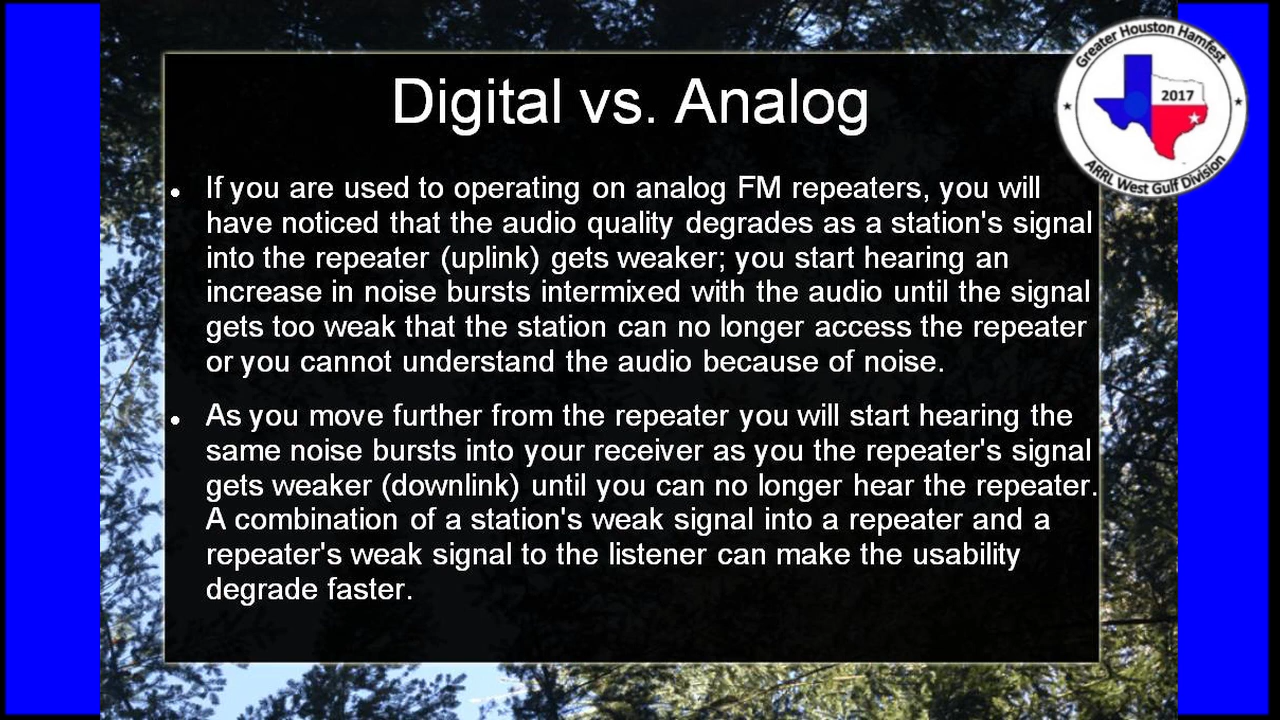 Digital vs. Analog
Greater Houston Hamfest
2017
ARRL West Gulf Division
If you are used to operating on analog FM repeaters, you will
have noticed that the audio quality degrades as a station's signal
into the repeater (uplink) gets weaker; you start hearing an
increase in noise bursts intermixed with the audio until the signal
gets too weak that the station can no longer access the repeater
or you cannot understand the audio because of noise.
As you move further from the repeater you will start hearing the
same noise bursts into your receiver as you the repeater's signal
gets weaker (downlink) until you can no longer hear the repeater.
A combination of a station's weak signal into a repeater and a
repeater's weak signal to the listener can make the usability
degrade faster.